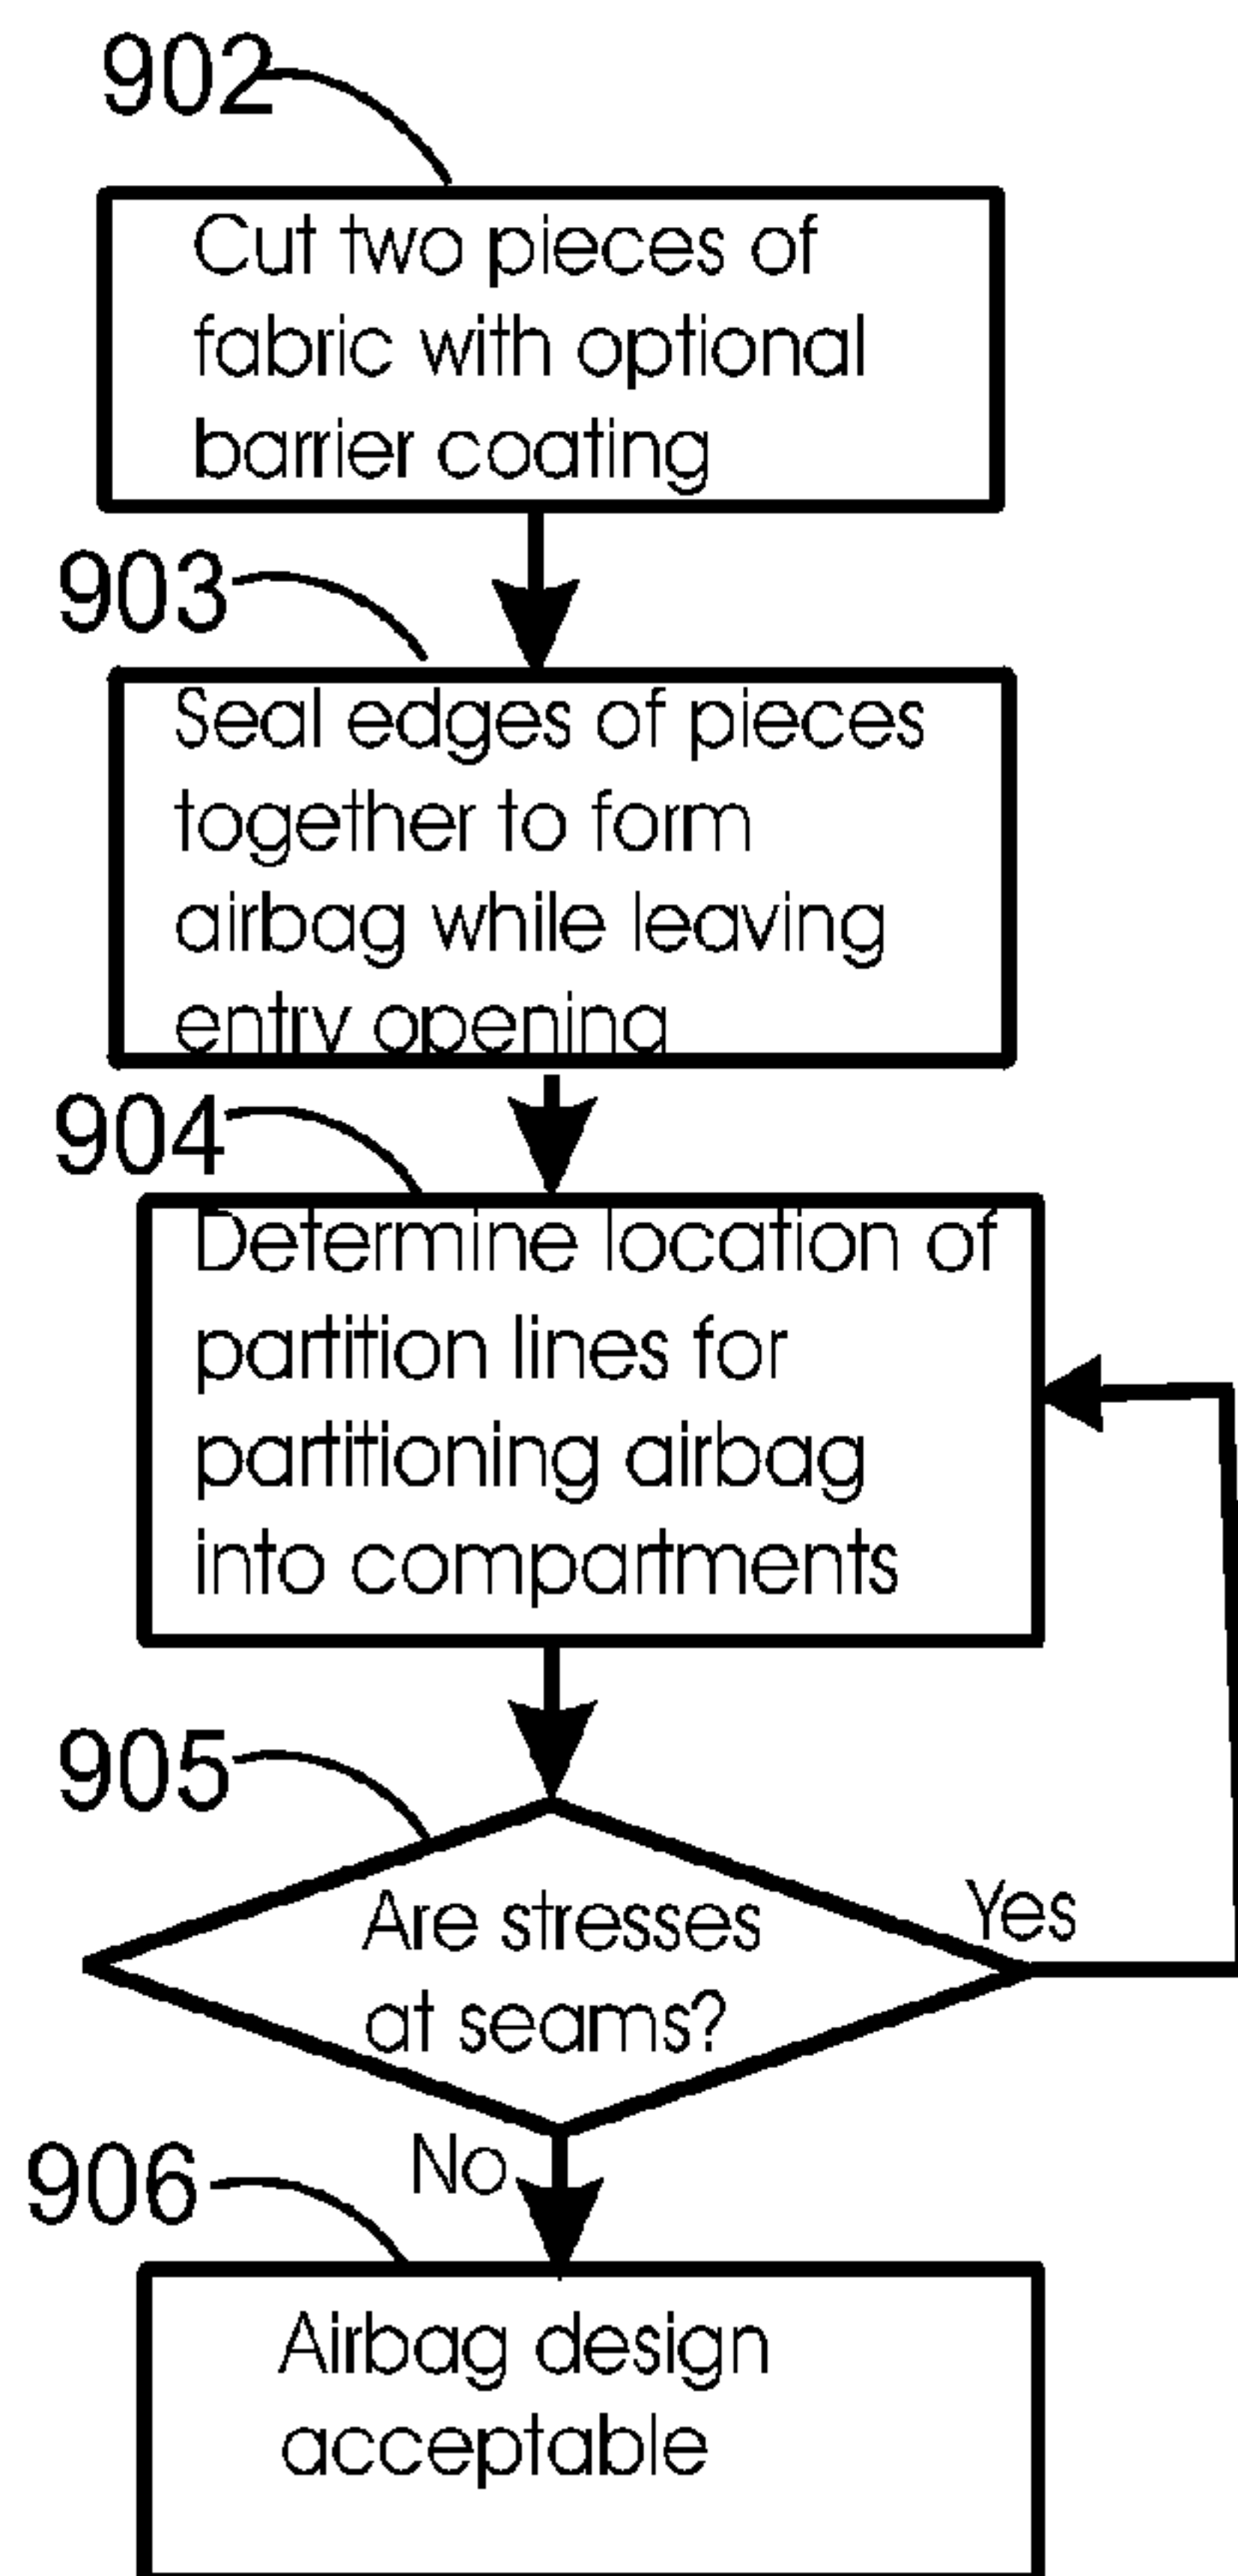 902
Cut two pieces of
fabric with optional
barrier coating
903
Seal edges of pieces
together to form
airbag while leaving
entry opening
904
Determine location of
partition lines for
partitioning airbag
into compartments
905
Are stresses
at seams?
Yes
No
906
Airbag design
acceptable